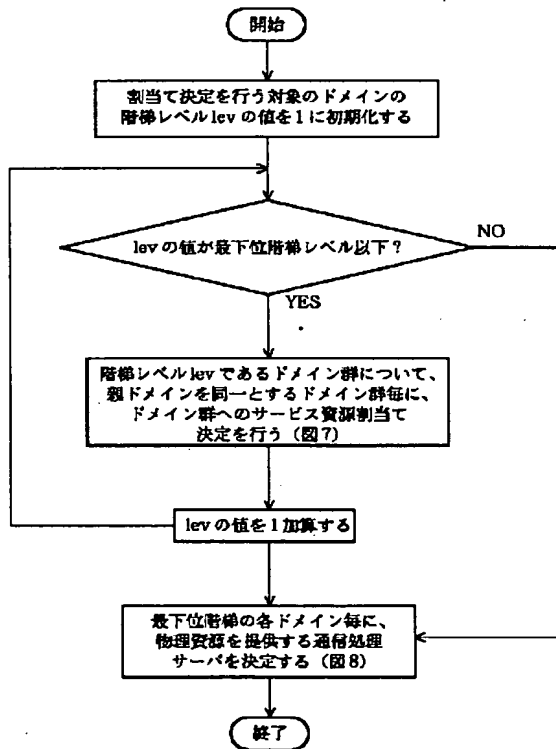 開始
割当て決定を行う対象のドメインの
階梯レベル lev の値を 1 に初期化する
lev の値が最下位階梯レベル以下？
NO
YES
階梯レベル lev であるドメイン群について、
親ドメインを同一とするドメイン群毎に、
ドメイン群へのサービス資源割当て
決定を行う（図7）
lev の値を 1 加算する
最下位階梯の各ドメイン毎に、
物理資源を提供する通信処理
サーバを決定する（図8）
終了